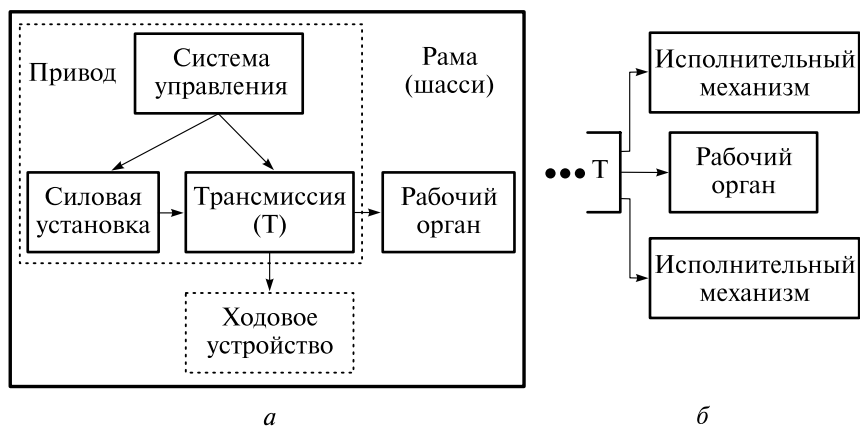 Привод
Система
управления
Рама
(шасси)
Силовая
установка
Трансмиссия
(Т)
Рабочий
орган
Ходовое
устройство
а
Исполнительный
механизм
••• Т
Рабочий
орган
Исполнительный
механизм
б